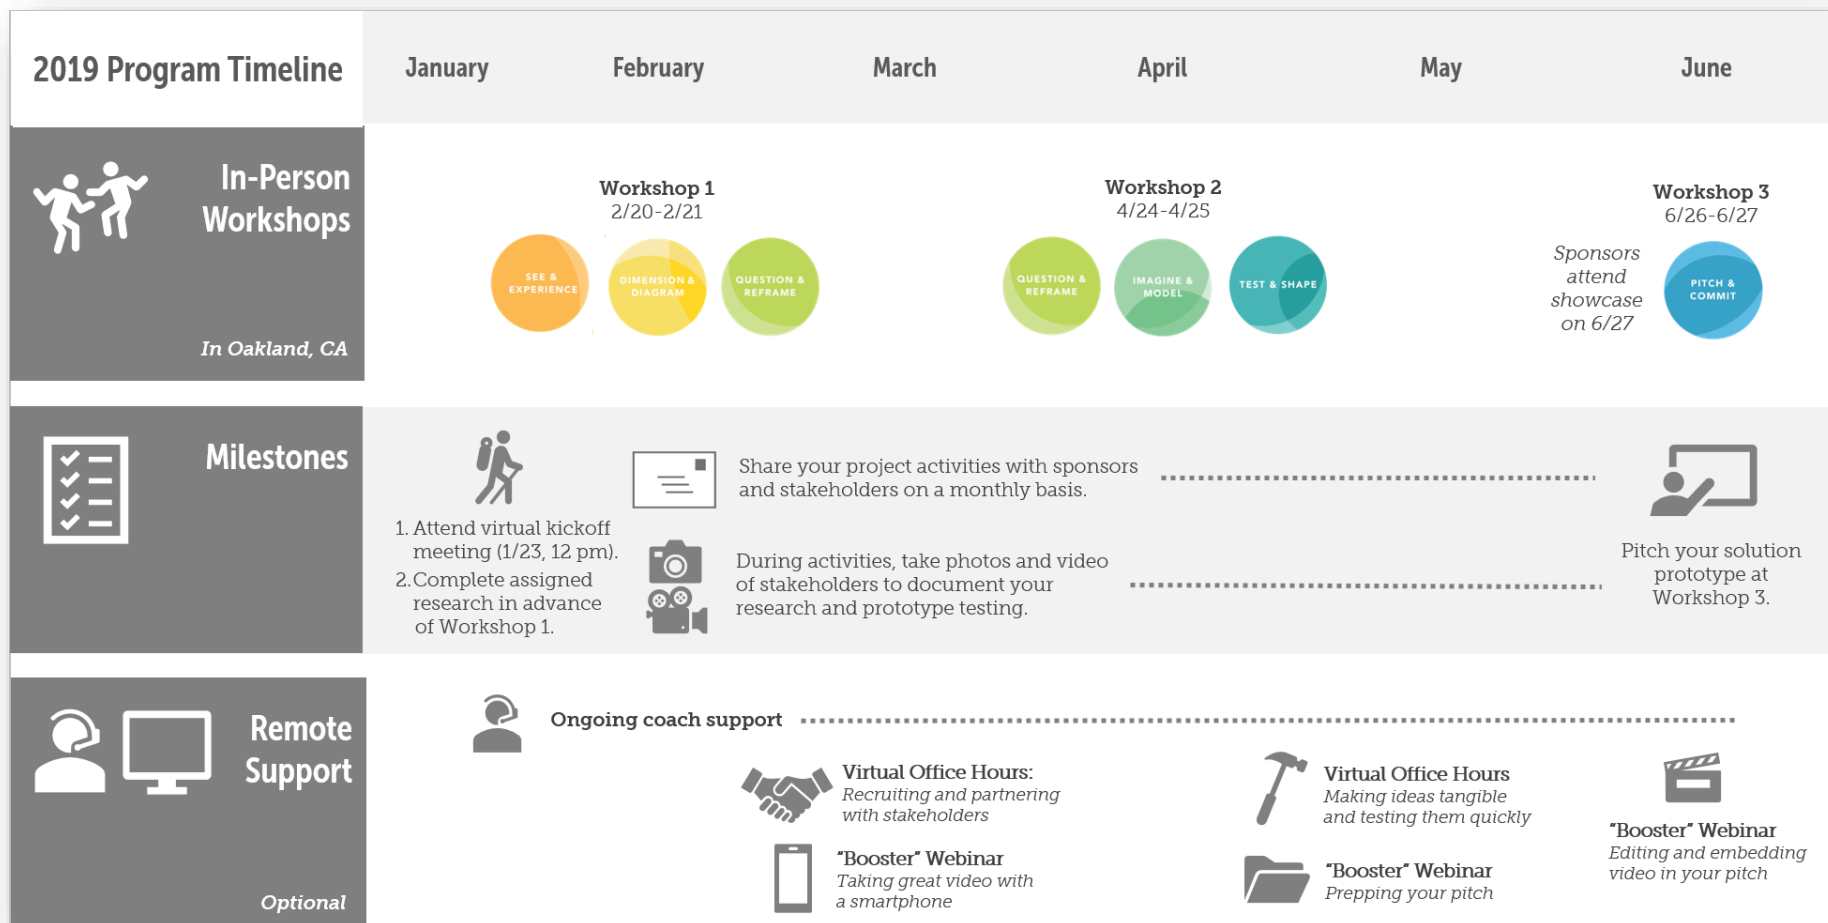 2019 Program Timeline
January
February
March
April
May
June
In-Person
Workshops
In Oakland, CA
Workshop 1
2/20-2/21
SEE &
EXPERIENCE
DIMENSION &
DIAGRAM
QUESTION &
REFRAME
Workshop 2
4/24-4/25
QUESTION &
REFRAME
IMAGINE &
MODEL
TEST & SHAPE
Workshop 3
6/26-6/27
Sponsors
attend
showcase
on 6/27
PITCH &
COMMIT
Milestones
1. Attend virtual kickoff
meeting (1/23, 12 pm).
2. Complete assigned
research in advance
of Workshop 1.
Share your project activities with sponsors
and stakeholders on a monthly basis.
During activities, take photos and video
of stakeholders to document your
research and prototype testing.
Pitch your solution
prototype at
Workshop 3.
Remote
Support
Optional
Ongoing coach support
Virtual Office Hours:
Recruiting and partnering
with stakeholders
"Booster" Webinar
Taking great video with
a smartphone
Virtual Office Hours
Making ideas tangible
and testing them quickly
"Booster" Webinar
Prepping your pitch
"Booster" Webinar
Editing and embedding
video in your pitch